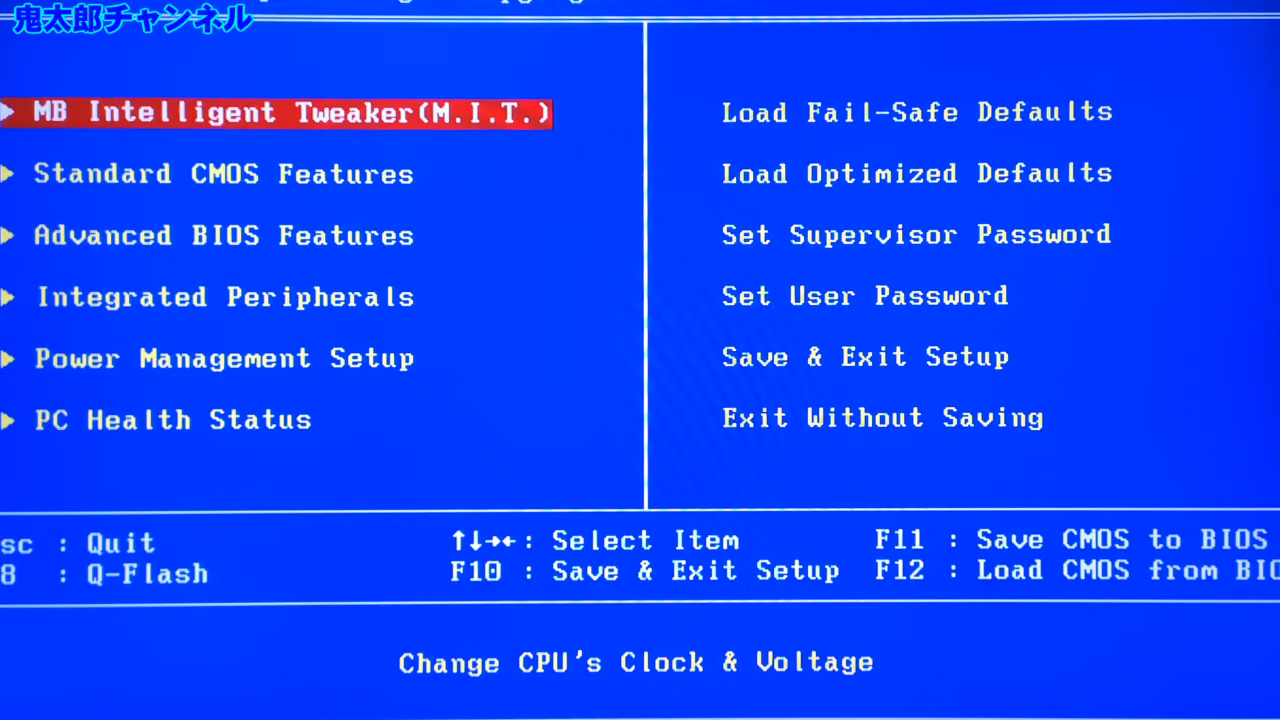 鬼太郎チャンネル
MB Intelligent Tweaker(M.I.T.)
Standard CMOS Features
Advanced BIOS Features
Integrated Peripherals
Power Management Setup
PC Health Status
Load Fail-Safe Defaults
Load Optimized Defaults
Set Supervisor Password
Set User Password
Save & Exit Setup
Exit Without Saving
sc : Quit
8 : Q-Flash
↑↓→←: Select Item
F10 : Save & Exit Setup
F11 : Save CMOS to BIOS
F12 : Load CMOS from BIO
Change CPU's Clock & Voltage